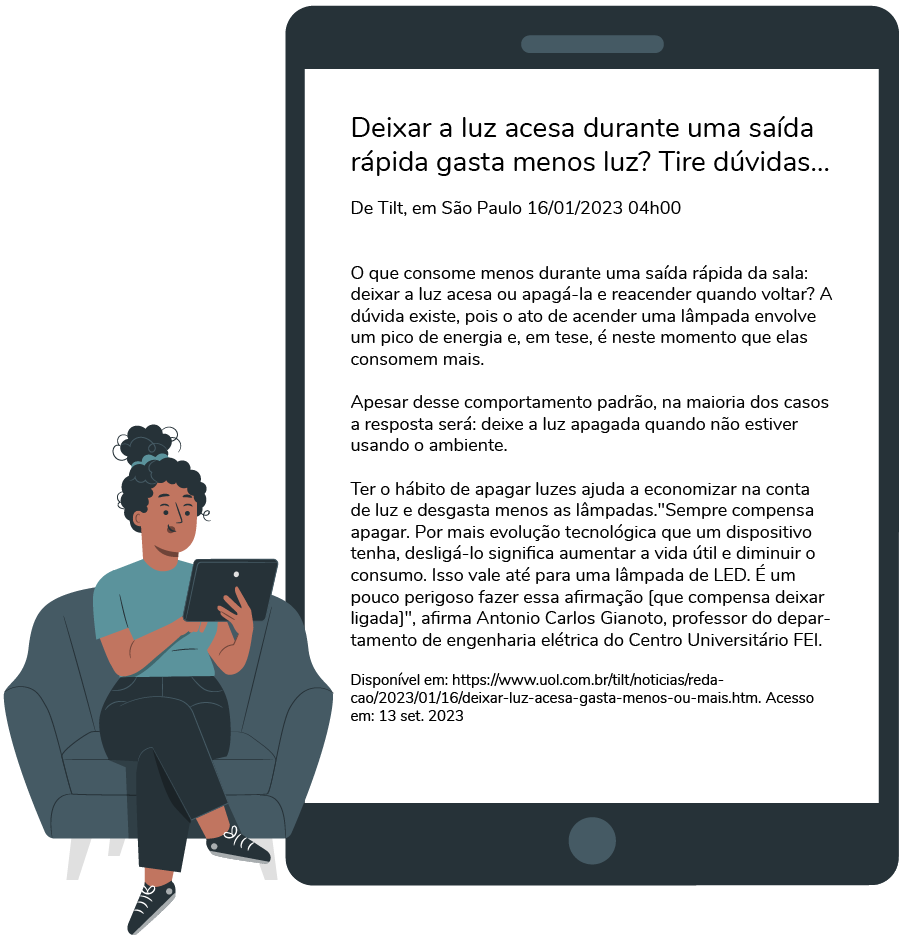 Deixar a luz acesa durante uma saída
rápida gasta menos luz? Tire dúvidas...
De Tilt, em São Paulo 16/01/2023 04h00
O que consome menos durante uma saída rápida da sala:
deixar a luz acesa ou apagá-la e reacender quando voltar? A
dúvida existe, pois o ato de acender uma lâmpada envolve
um pico de energia e, em tese, é neste momento que elas
consomem mais.
Apesar desse comportamento padrão, na maioria dos casos
a resposta será: deixe a luz apagada quando não estiver
usando o ambiente.
Ter o hábito de apagar luzes ajuda a economizar na conta
de luz e desgasta menos as lâmpadas."Sempre compensa
apagar. Por mais evolução tecnológica que um dispositivo
tenha, desligá-lo significa aumentar a vida útil e diminuir o
consumo. Isso vale até para uma lâmpada de LED. É um
pouco perigoso fazer essa afirmação [que compensa deixar
ligada]", afirma Antonio Carlos Gianoto, professor do depar-
tamento de engenharia elétrica do Centro Universitário FEI.
Disponível em: https://www.uol.com.br/tilt/noticias/reda-
cao/2023/01/16/deixar-luz-acesa-gasta-menos-ou-mais.htm. Acesso
em: 13 set. 2023